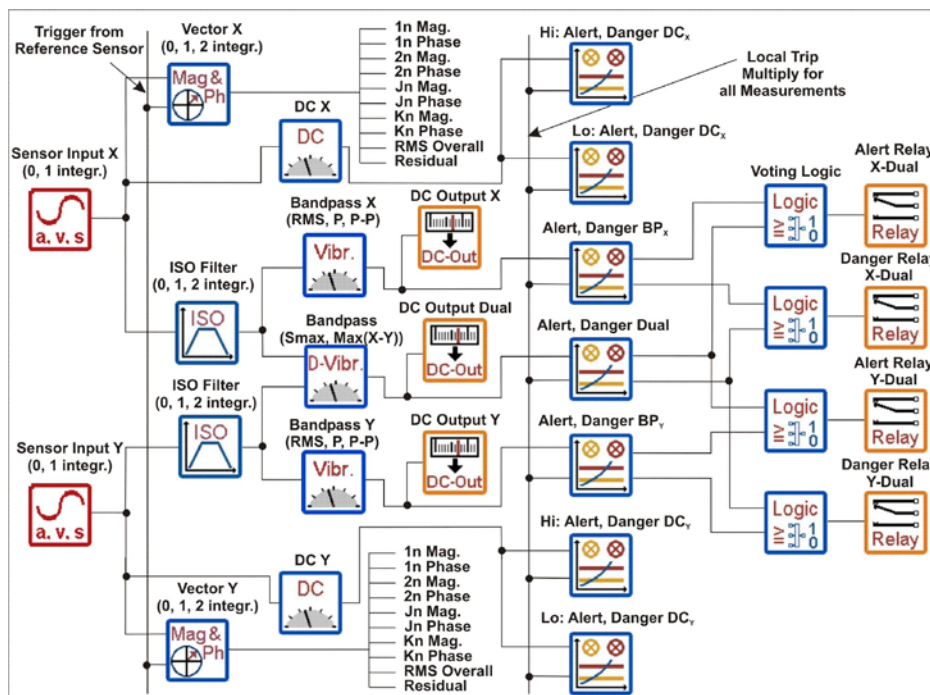 Trigger from
Reference Sensor
Vector X
(0, 1, 2 integr.)
Mag &
Ph
1n Mag.
1n Phase
2n Mag.
2n Phase
Jn Mag.
Jn Phase
Kn Mag.
Kn Phase
RMS Overall
Residual
Hi: Alert, Danger DCX
Local Trip
Multiply for
all Measurements
DC X
DC
Lo: Alert, Danger DCX
Sensor Input X
(0, 1 integr.)
a. v. s
Bandpass X
(RMS, P, P-P)
Vibr.
DC Output X
DC-Out
Alert, Danger BPX
Voting Logic
Logic
≥ 1
0
Alert Relay
X-Dual
Relay
ISO Filter
(0, 1, 2 integr.)
ISO
Danger Relay
X-Dual
Logic
≥ 1
0
Relay
Bandpass
(Smax, Max(X-Y))
D-Vibr.
DC Output Dual
DC-Out
Alert, Danger Dual
ISO Filter
(0, 1, 2 integr.)
ISO
Alert Relay
Y-Dual
Logic
≥ 1
0
Relay
Bandpass Y
(RMS, P, P-P)
Vibr.
DC Output Y
DC-Out
Alert, Danger BPY
Sensor Input Y
(0, 1 integr.)
a. v. s
Danger Relay
Y-Dual
Logic
≥ 1
0
Relay
DC Y
DC
Hi: Alert, Danger DCY
1n Mag.
1n Phase
2n Mag.
2n Phase
Jn Mag.
Jn Phase
Kn Mag.
Kn Phase
RMS Overall
Residual
Vector Y
(0, 1, 2 integr.)
Mag &
Ph
Lo: Alert, Danger DCY